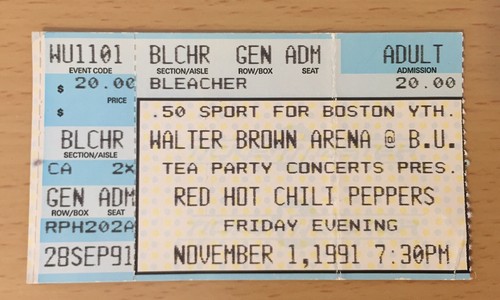 WU1101 BLCHR GEN ADM ADULT
EVENT CODE SECTION/AISLE ROW/BOX SEAT ADMISSION
$ 20.00 BLEACHER 20.00
PRICE
$
.50 SPORT FOR BOSTON YTH.
BLCHR WALTER BROWN ARENA @ B.U.
SECTION/AISLE
CA 2X TEA PARTY CONCERTS PRES.
GEN ADM RED HOT CHILI PEPPERS
ROW/BOX SEAT
RPH202A FRIDAY EVENING
28SEP91 NOVEMBER 1,1991 7:30PM